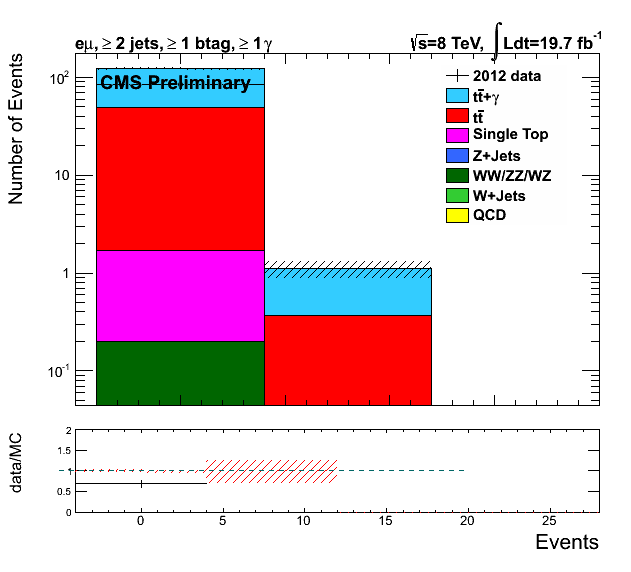 eμ, ≥ 2 jets, ≥ 1 btag, ≥ 1γ
√s=8 TeV, ∫Ldt=19.7 fb⁻¹
Number of Events
10²
10
1
10⁻¹
CMS Preliminary
2012 data
tt̄+γ
tt̄
Single Top
Z+Jets
WW/ZZ/WZ
W+Jets
QCD
data/MC
2
1.5
1
0.5
0
0 5 10 15 20 25
Events